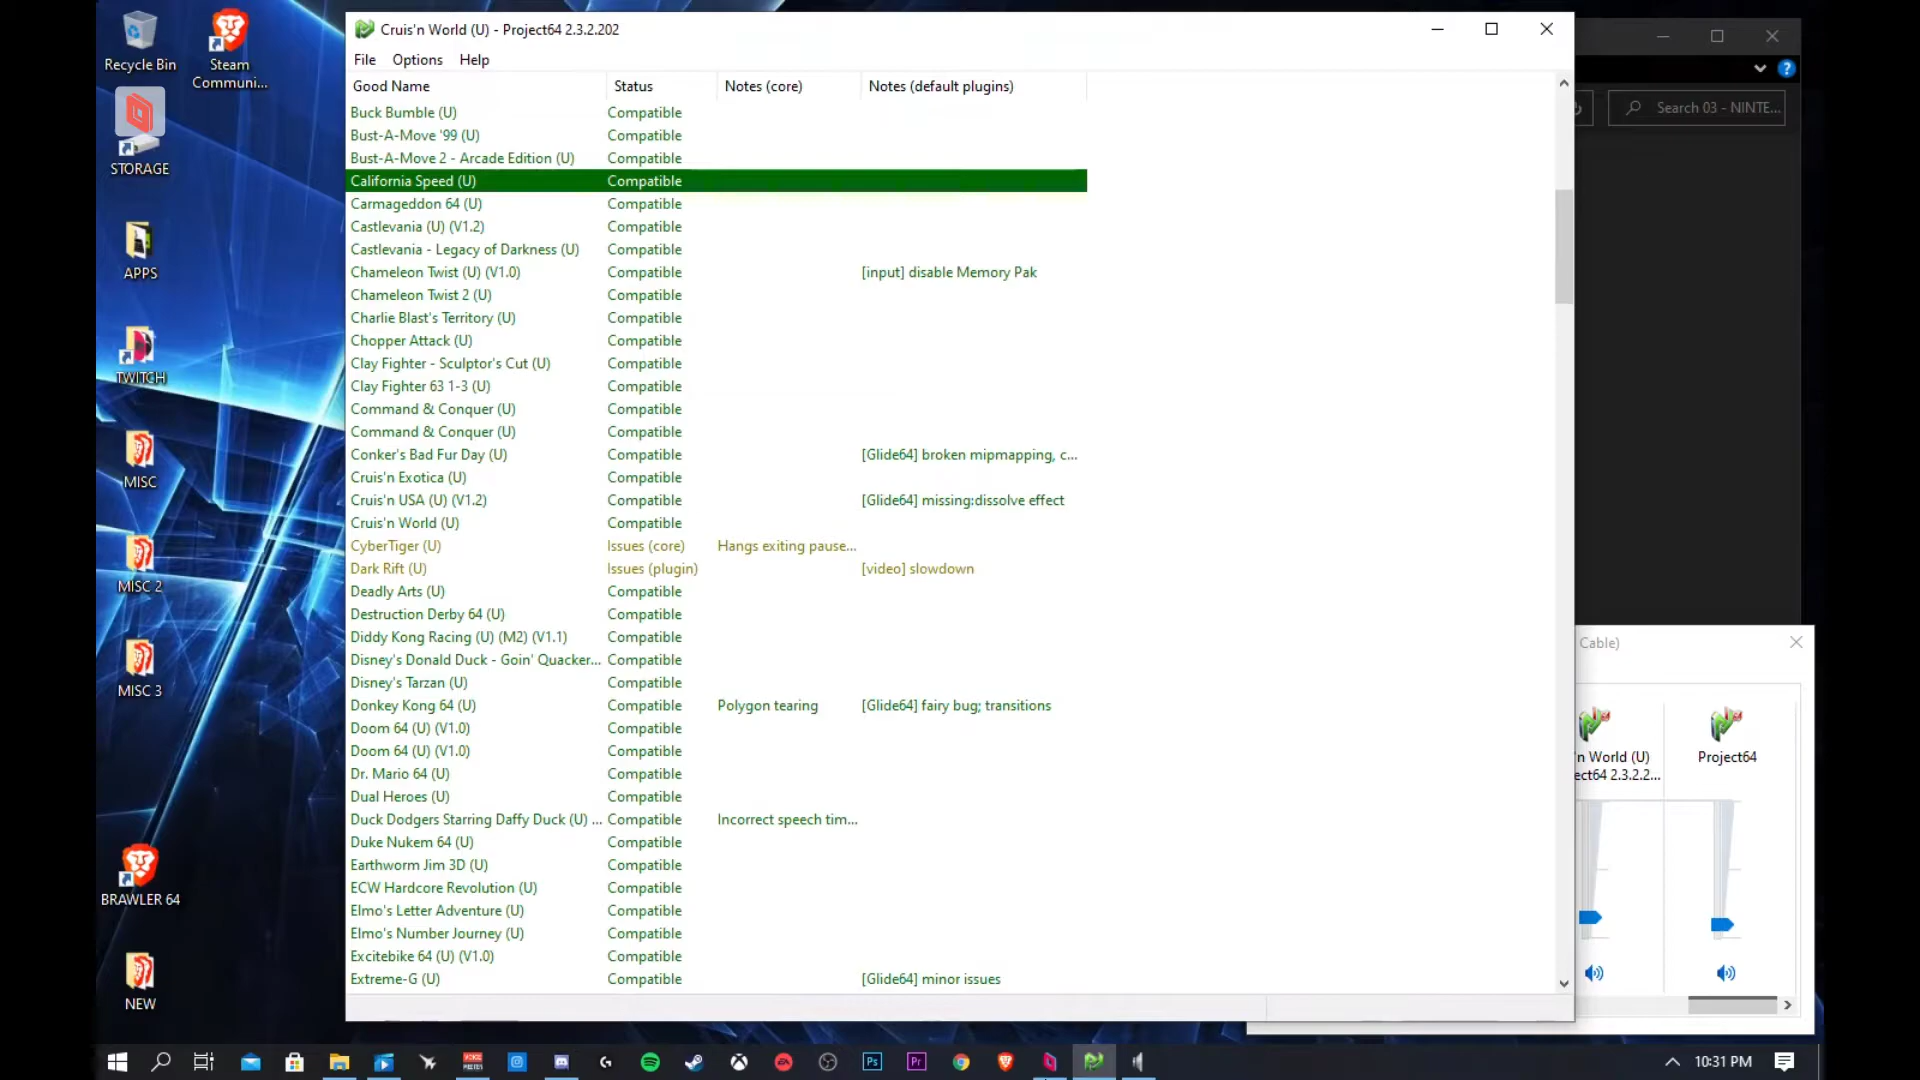 Recycle Bin
Steam
Communi...
STORAGE
APPS
TWITCH
MISC
MISC 2
MISC 3
BRAWLER 64
NEW
Cruis'n World (U) - Project64 2.3.2.202
File Options Help
Good Name Status Notes (core) Notes (default plugins)
Buck Bumble (U) Compatible
Bust-A-Move '99 (U) Compatible
Bust-A-Move 2 - Arcade Edition (U) Compatible
California Speed (U) Compatible
Carmageddon 64 (U) Compatible
Castlevania (U) (V1.2) Compatible
Castlevania - Legacy of Darkness (U) Compatible
Chameleon Twist (U) (V1.0) Compatible [input] disable Memory Pak
Chameleon Twist 2 (U) Compatible
Charlie Blast's Territory (U) Compatible
Chopper Attack (U) Compatible
Clay Fighter - Sculptor's Cut (U) Compatible
Clay Fighter 63 1-3 (U) Compatible
Command & Conquer (U) Compatible
Command & Conquer (U) Compatible
Conker's Bad Fur Day (U) Compatible [Glide64] broken mipmapping, c...
Cruis'n Exotica (U) Compatible
Cruis'n USA (U) (V1.2) Compatible [Glide64] missing:dissolve effect
Cruis'n World (U) Compatible
CyberTiger (U) Issues (core) Hangs exiting pause...
Dark Rift (U) Issues (plugin) [video] slowdown
Deadly Arts (U) Compatible
Destruction Derby 64 (U) Compatible
Diddy Kong Racing (U) (M2) (V1.1) Compatible
Disney's Donald Duck - Goin' Quacker... Compatible
Disney's Tarzan (U) Compatible
Donkey Kong 64 (U) Compatible Polygon tearing [Glide64] fairy bug; transitions
Doom 64 (U) (V1.0) Compatible
Doom 64 (U) (V1.0) Compatible
Dr. Mario 64 (U) Compatible
Dual Heroes (U) Compatible
Duck Dodgers Starring Daffy Duck (U) ... Compatible Incorrect speech tim...
Duke Nukem 64 (U) Compatible
Earthworm Jim 3D (U) Compatible
ECW Hardcore Revolution (U) Compatible
Elmo's Letter Adventure (U) Compatible
Elmo's Number Journey (U) Compatible
Excitebike 64 (U) (V1.0) Compatible
Extreme-G (U) Compatible [Glide64] minor issues
Search 03 - NINTE...
Cable)
'n World (U)
ect64 2.3.2.2...
Project64
Ps
Pr
10:31 PM